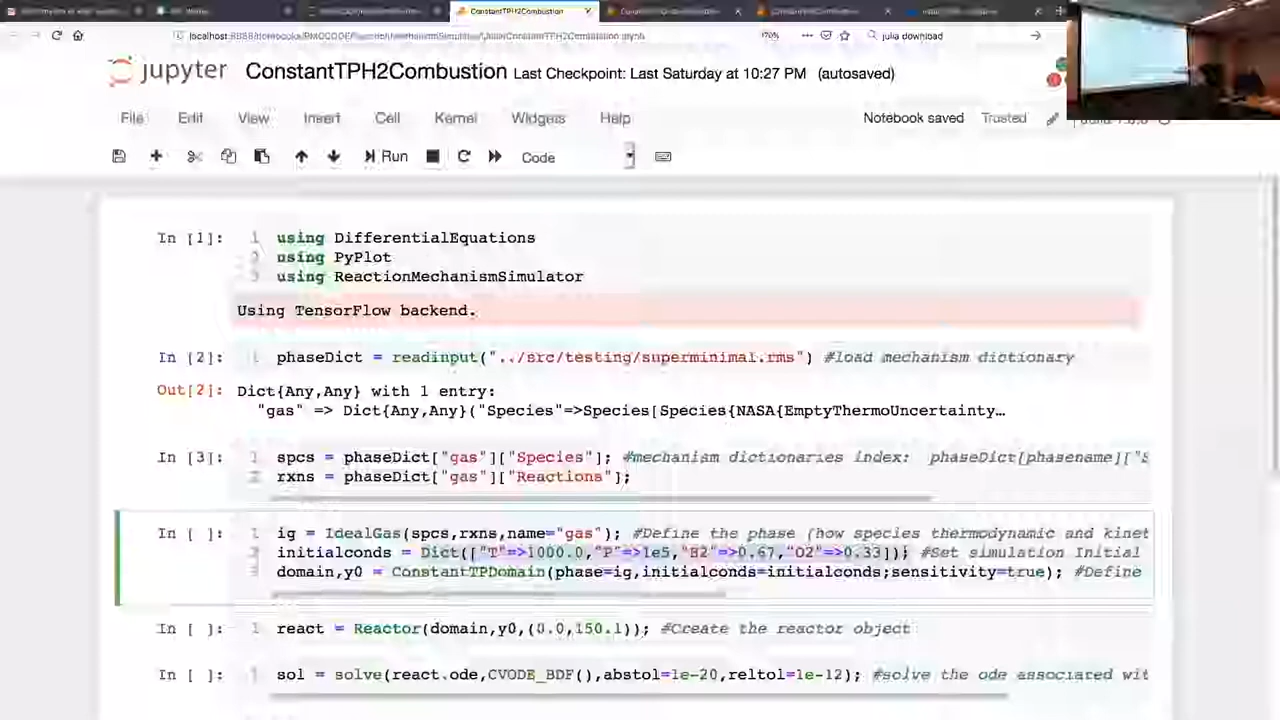 ConstantTPH2Combustion
julia download
jupyter ConstantTPH2Combustion Last Checkpoint: Last Saturday at 10:27 PM (autosaved)
File Edit View Insert Cell Kernel Widgets Help Notebook saved Trusted
Run Code
In [1]: 1 using DifferentialEquations
2 using PyPlot
3 using ReactionMechanismSimulator
Using TensorFlow backend.
In [2]: 1 phaseDict = readinput("../src/testing/superminimal.rms") #load mechanism dictionary
Out[2]: Dict{Any,Any} with 1 entry:
"gas" => Dict{Any,Any}("Species"=>Species[Species{NASA{EmptyThermoUncertainty…
In [3]: 1 spcs = phaseDict["gas"]["Species"]; #mechanism dictionaries index: phaseDict[phasename]["S
2 rxns = phaseDict["gas"]["Reactions"];
In [ ]: 1 ig = IdealGas(spcs,rxns,name="gas"); #Define the phase (how species thermodynamic and kinet
2 initialconds = Dict(["T"=>1000.0,"P"=>1e5,"H2"=>0.67,"O2"=>0.33]); #Set simulation Initial
3 domain,y0 = ConstantTPDomain(phase=ig,initialconds=initialconds;sensitivity=true); #Define
In [ ]: 1 react = Reactor(domain,y0,(0.0,150.1)); #Create the reactor object
In [ ]: 1 sol = solve(react.ode,CVODE_BDF(),abstol=1e-20,reltol=1e-12); #solve the ode associated wit